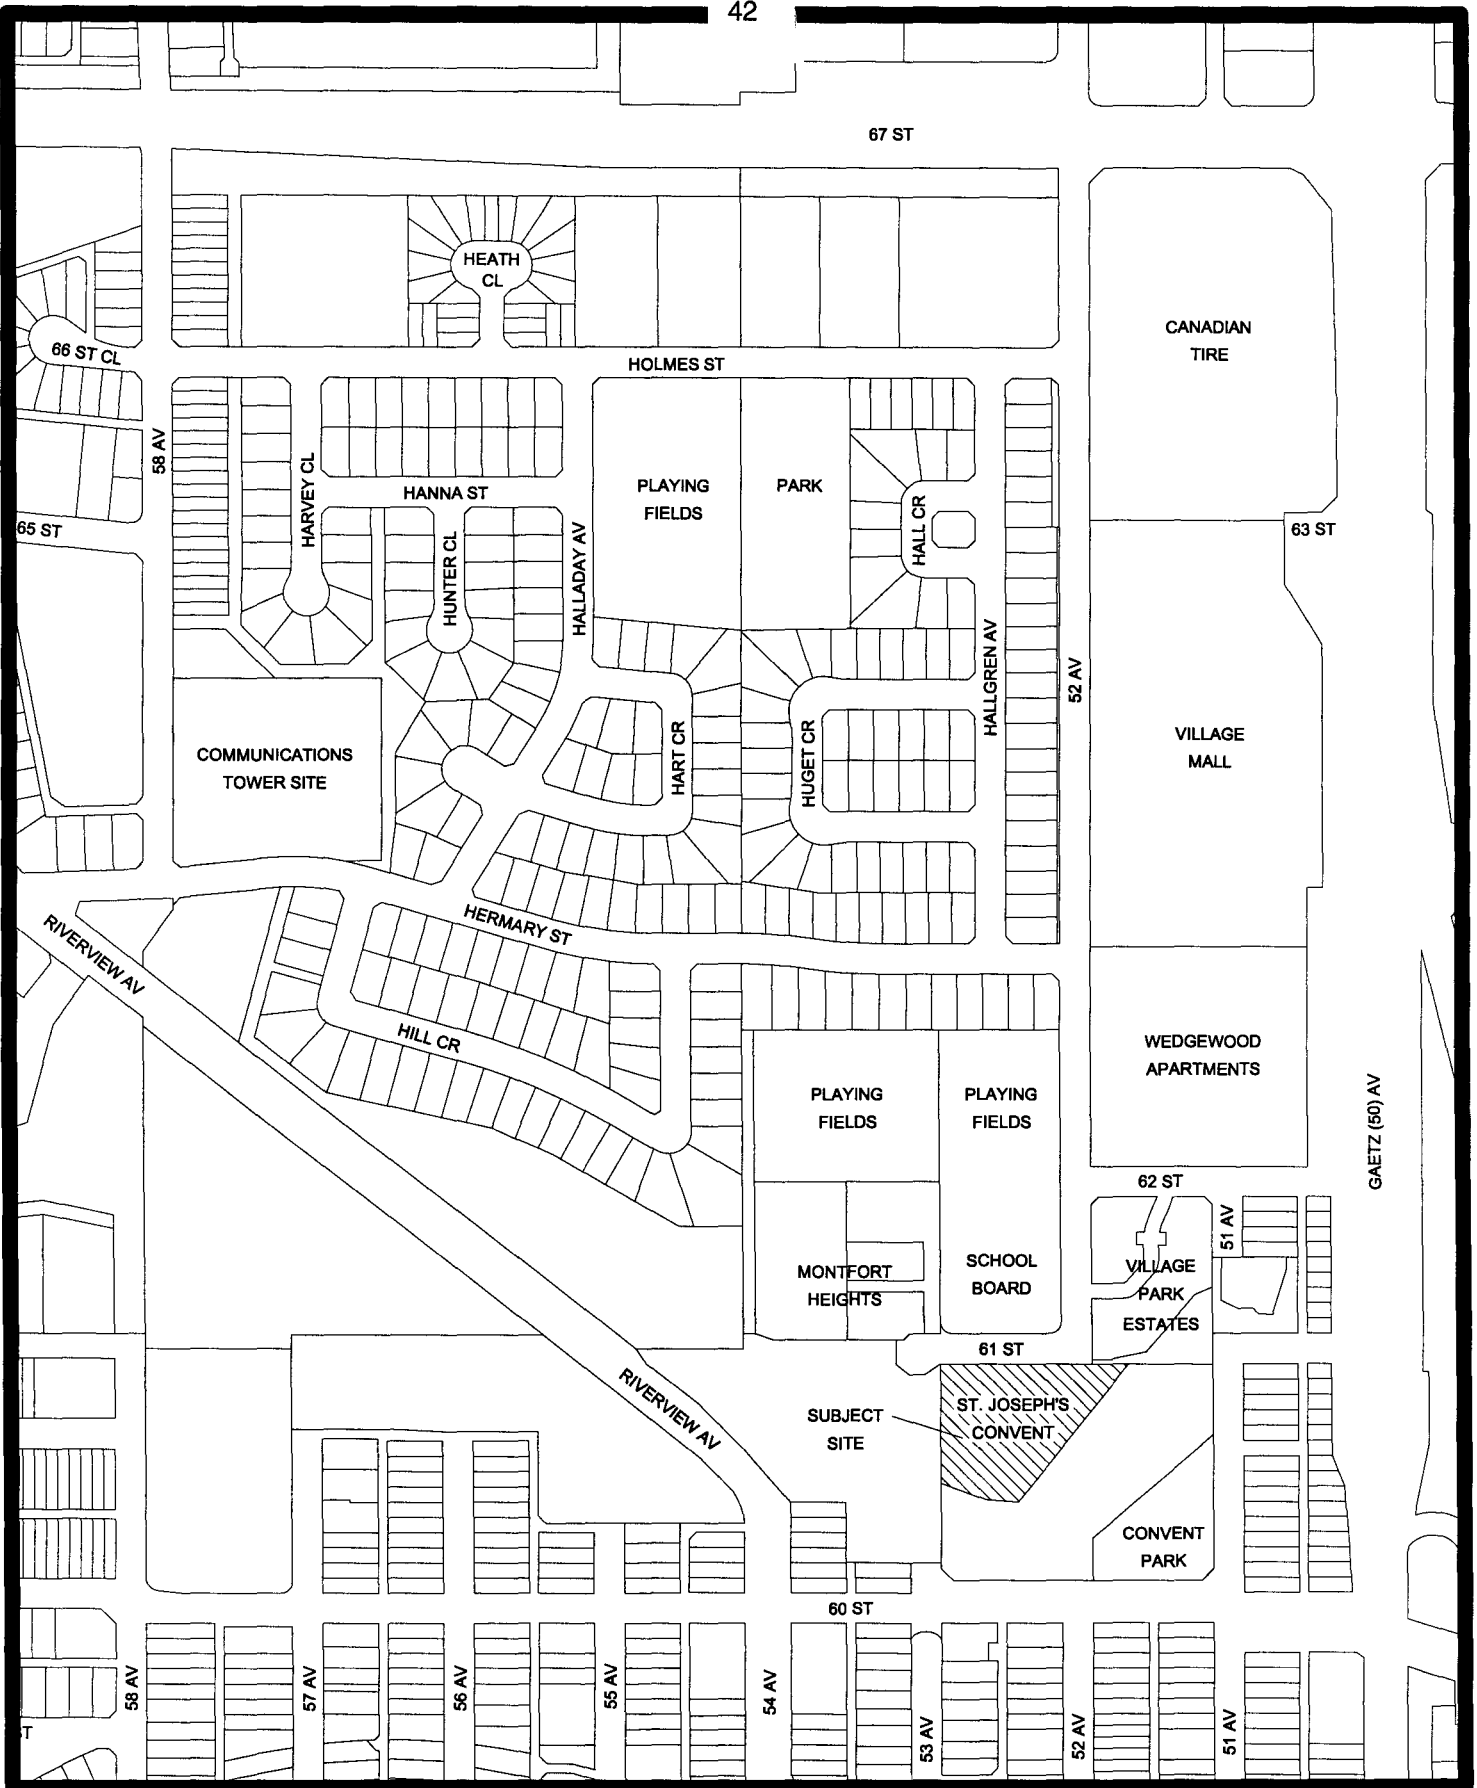 42
67 ST
HEATH
CL
CANADIAN
TIRE
66 ST CL
HOLMES ST
58 AV
HARVEY CL
HANNA ST
PLAYING
FIELDS
PARK
HALL CR
65 ST
HUNTER CL
HALLADAY AV
63 ST
HALLGREN AV
52 AV
COMMUNICATIONS
TOWER SITE
HART CR
HUGET CR
VILLAGE
MALL
RIVERVIEW AV
HERMARY ST
HILL CR
WEDGEWOOD
APARTMENTS
PLAYING
FIELDS
PLAYING
FIELDS
GAETZ (50) AV
62 ST
51 AV
MONTFORT
HEIGHTS
SCHOOL
BOARD
VILLAGE
PARK
ESTATES
61 ST
RIVERVIEW AV
SUBJECT
SITE
ST. JOSEPH'S
CONVENT
CONVENT
PARK
60 ST
58 AV
57 AV
56 AV
55 AV
54 AV
53 AV
52 AV
51 AV